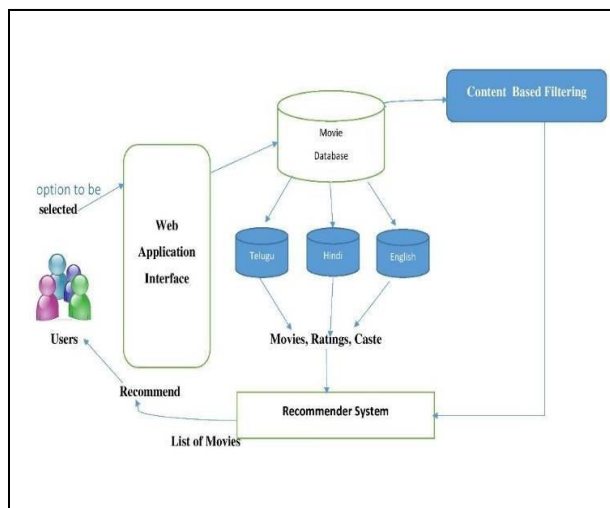 Content Based Filtering
Movie
Database
option to be
selected
Web
Application
Interface
Telugu
Hindi
English
Users
Movies, Ratings, Caste
Recommend
Recommender System
List of Movies